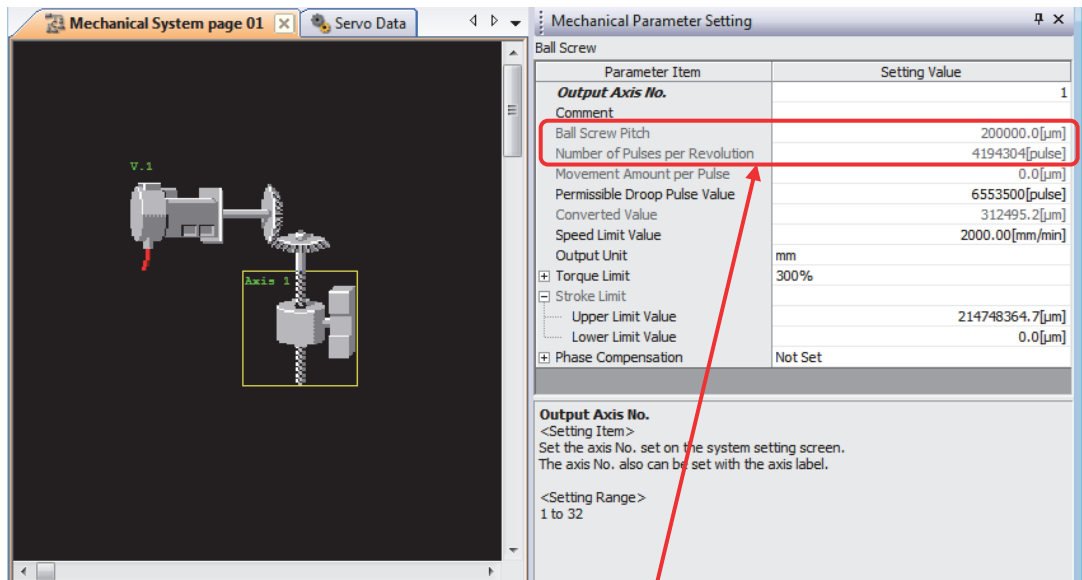 Mechanical System page 01
Servo Data
V.1
Axis 1
Mechanical Parameter Setting
Ball Screw
Parameter Item Setting Value
Output Axis No. 1
Comment
Ball Screw Pitch 200000.0[µm]
Number of Pulses per Revolution 4194304[pulse]
Movement Amount per Pulse 0.0[µm]
Permissible Droop Pulse Value 6553500[pulse]
Converted Value 312495.2[µm]
Speed Limit Value 2000.00[mm/min]
Output Unit mm
Torque Limit 300%
Stroke Limit
Upper Limit Value 214748364.7[µm]
Lower Limit Value 0.0[µm]
Phase Compensation Not Set
Output Axis No.
<Setting Item>
Set the axis No. set on the system setting screen.
The axis No. also can be set with the axis label.
<Setting Range>
1 to 32